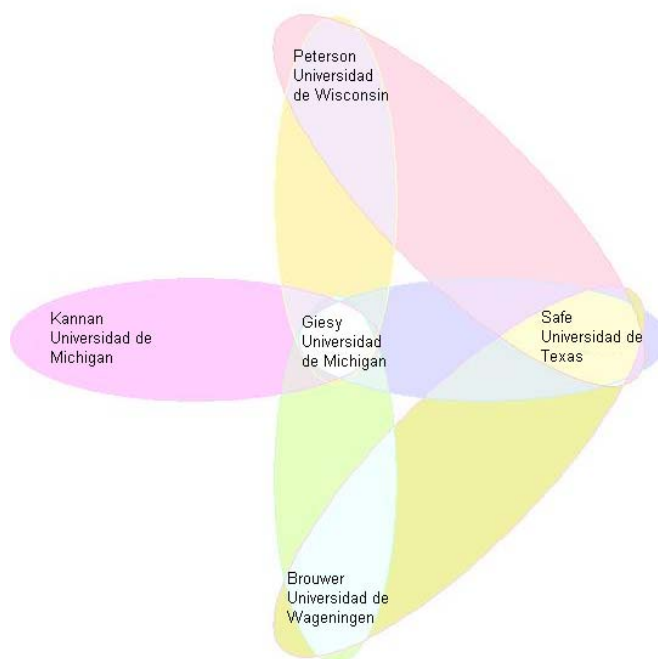 Peterson
Universidad
de Wisconsin
Kannan
Universidad de
Michigan
Giesy
Universidad
de Michigan
Safe
Universidad de
Texas
Brouwer
Universidad de
Wageningen